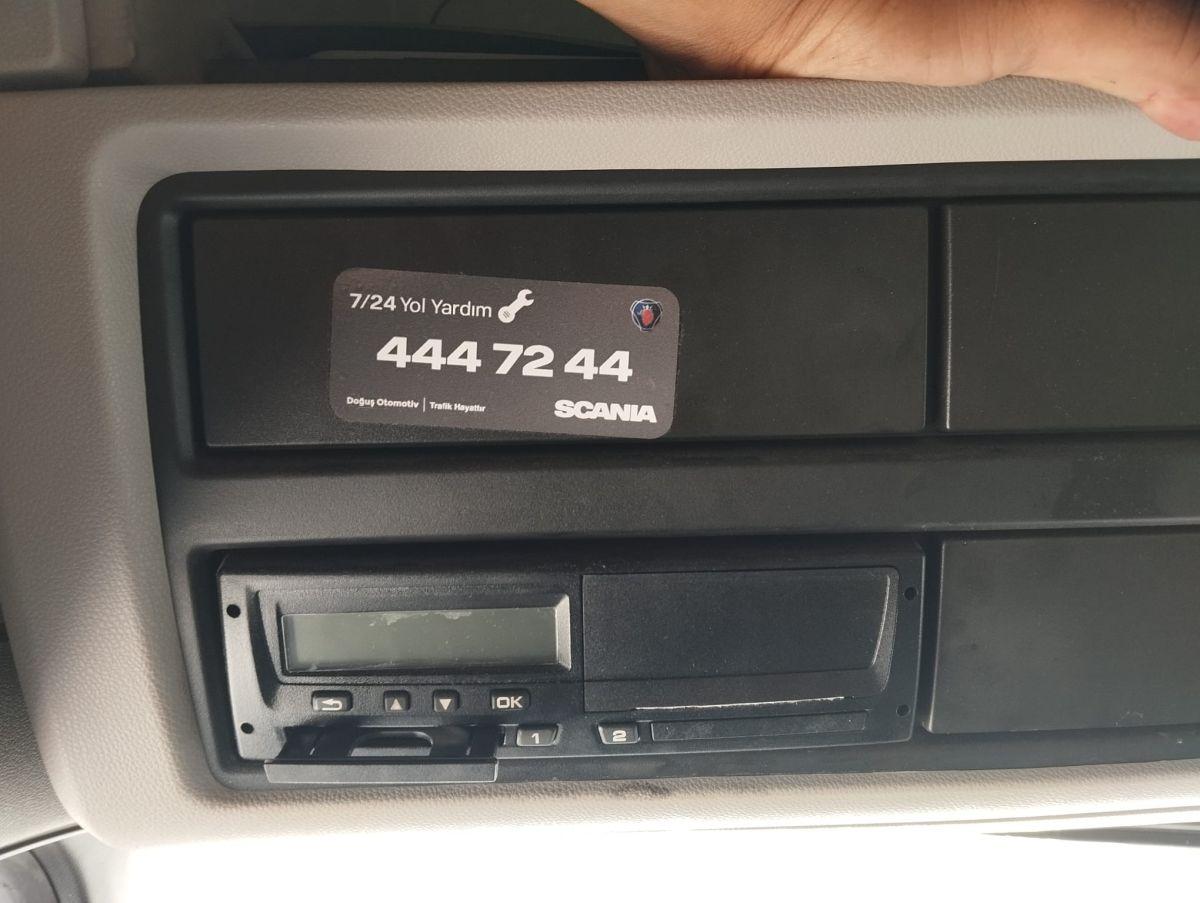 7/24 Yol Yardım
444 72 44
Doğuş Otomotiv | Trafik Hayattır
SCANIA
OK
1 2